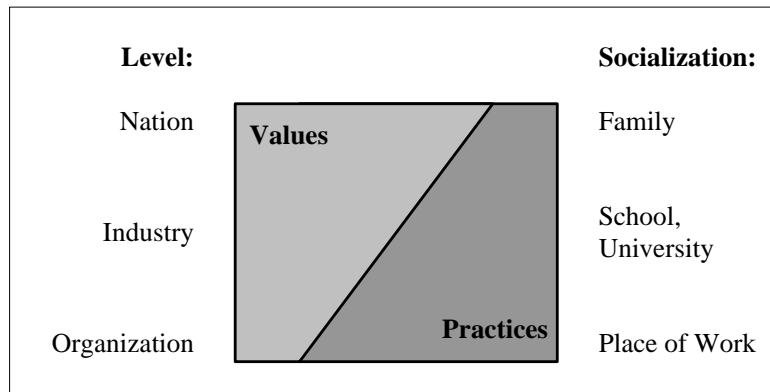 Level:
Socialization:
Nation
Values
Family
Industry
School,
University
Organization
Practices
Place of Work